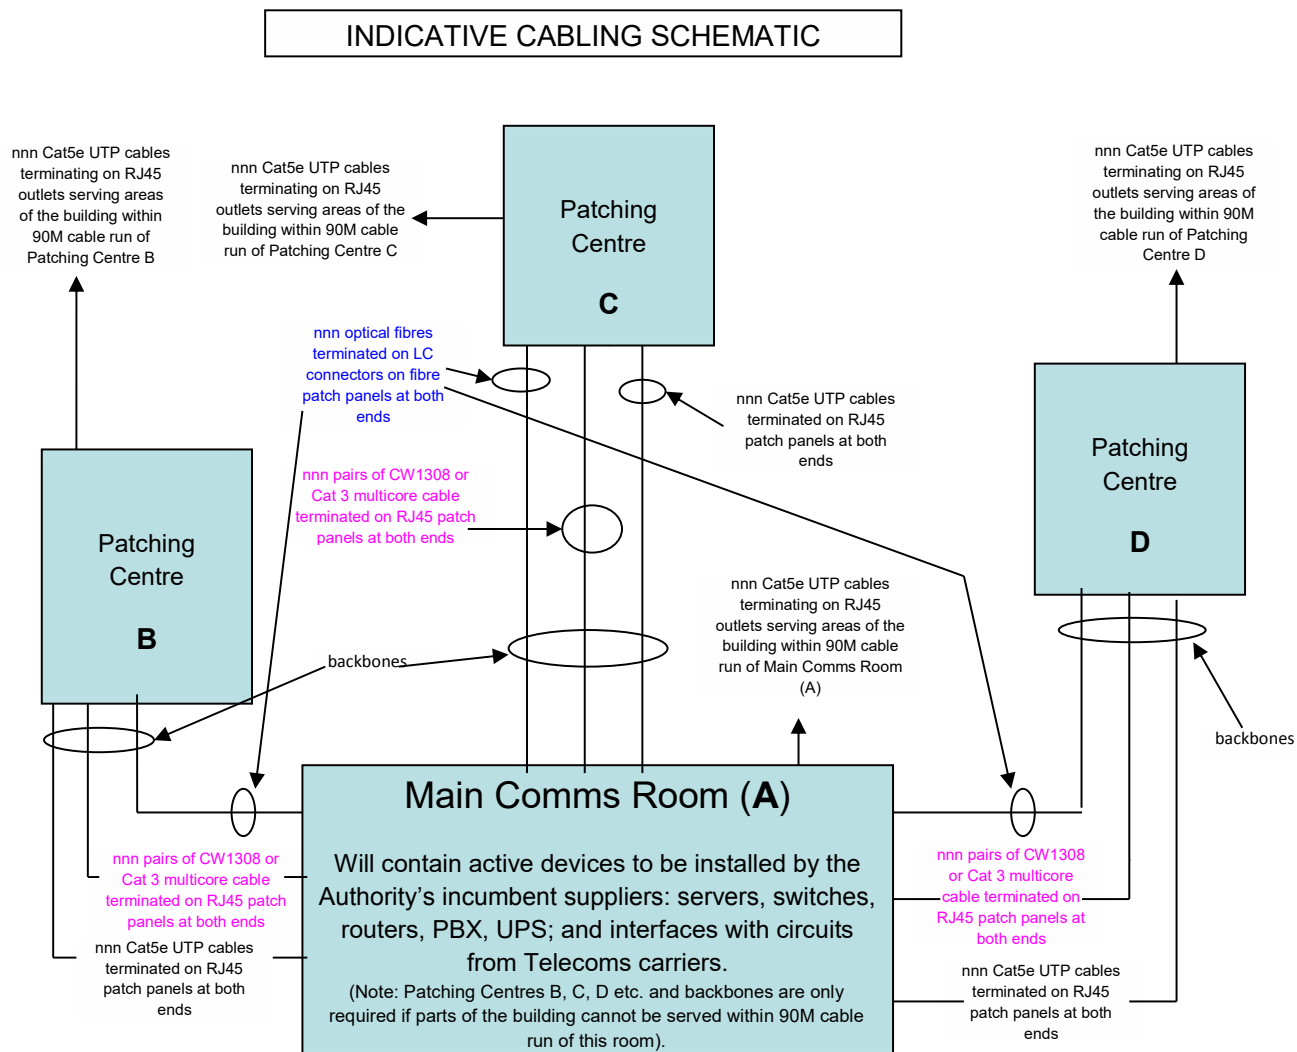 INDICATIVE CABLING SCHEMATIC
nnn Cat5e UTP cables
terminating on RJ45
outlets serving areas
of the building within
90M cable run of
Patching Centre B
nnn Cat5e UTP cables
terminating on RJ45
outlets serving areas of the
building within 90M cable
run of Patching Centre C
Patching
Centre
C
nnn Cat5e UTP cables
terminating on RJ45
outlets serving areas of
the building within 90M
cable run of Patching
Centre D
nnn optical fibres
terminated on LC
connectors on fibre
patch panels at both
ends
nnn Cat5e UTP cables
terminated on RJ45
patch panels at both
ends
Patching
Centre
D
nnn pairs of CW1308 or
Cat 3 multicore cable
terminated on RJ45 patch
panels at both ends
Patching
Centre
B
nnn Cat5e UTP cables
terminating on RJ45
outlets serving areas of the
building within 90M cable
run of Main Comms Room
(A)
backbones
backbones
Main Comms Room (A)
Will contain active devices to be installed by the
Authority's incumbent suppliers: servers, switches,
routers, PBX, UPS; and interfaces with circuits
from Telecoms carriers.
(Note: Patching Centres B, C, D etc. and backbones are only
required if parts of the building cannot be served within 90M cable
run of this room).
nnn pairs of CW1308 or
Cat 3 multicore cable
terminated on RJ45 patch
panels at both ends
nnn Cat5e UTP cables
terminated on RJ45
patch panels at both
ends
nnn pairs of CW1308
or Cat 3 multicore
cable terminated on
RJ45 patch panels at
both ends
nnn Cat5e UTP cables
terminated on RJ45
patch panels at both
ends